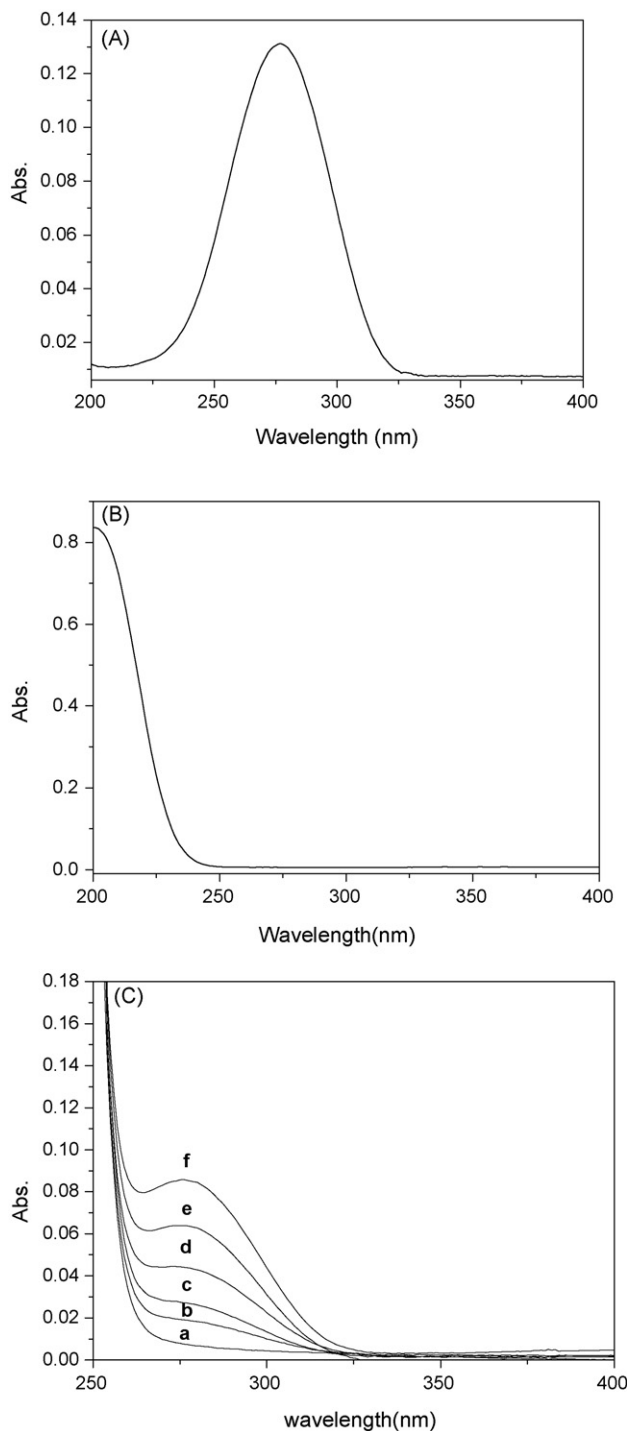 (A)
Abs.
0.14
0.12
0.10
0.08
0.06
0.04
0.02
200
250
300
350
400
Wavelength (nm)
(B)
Abs.
0.8
0.6
0.4
0.2
0.0
200
250
300
350
400
Wavelength(nm)
(C)
Abs.
0.18
0.16
0.14
0.12
0.10
0.08
0.06
0.04
0.02
0.00
f
e
d
c
b
a
250
300
350
400
wavelength(nm)